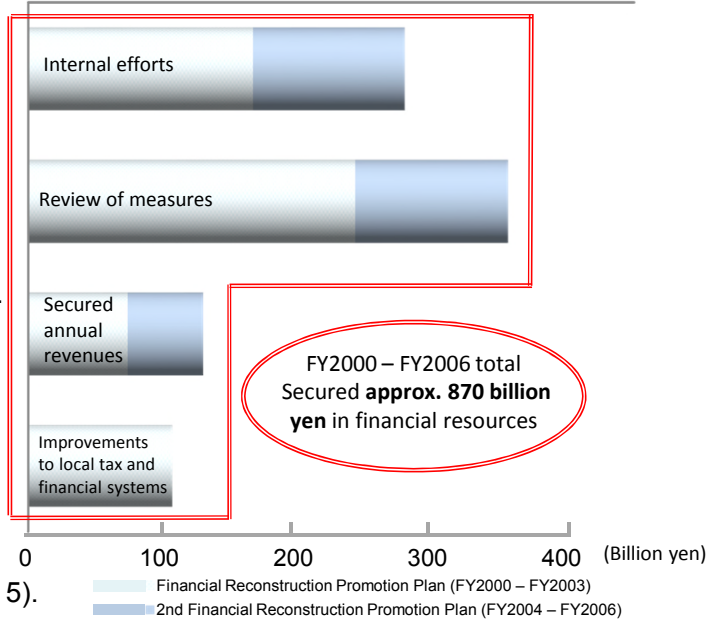 Internal efforts
Review of measures
Secured
annual
revenues
FY2000 – FY2006 total
Secured approx. 870 billion
yen in financial resources
Improvements
to local tax and
financial systems
0 100 200 300 400 (Billion yen)
5).
Financial Reconstruction Promotion Plan (FY2000 – FY2003)
2nd Financial Reconstruction Promotion Plan (FY2004 – FY2006)